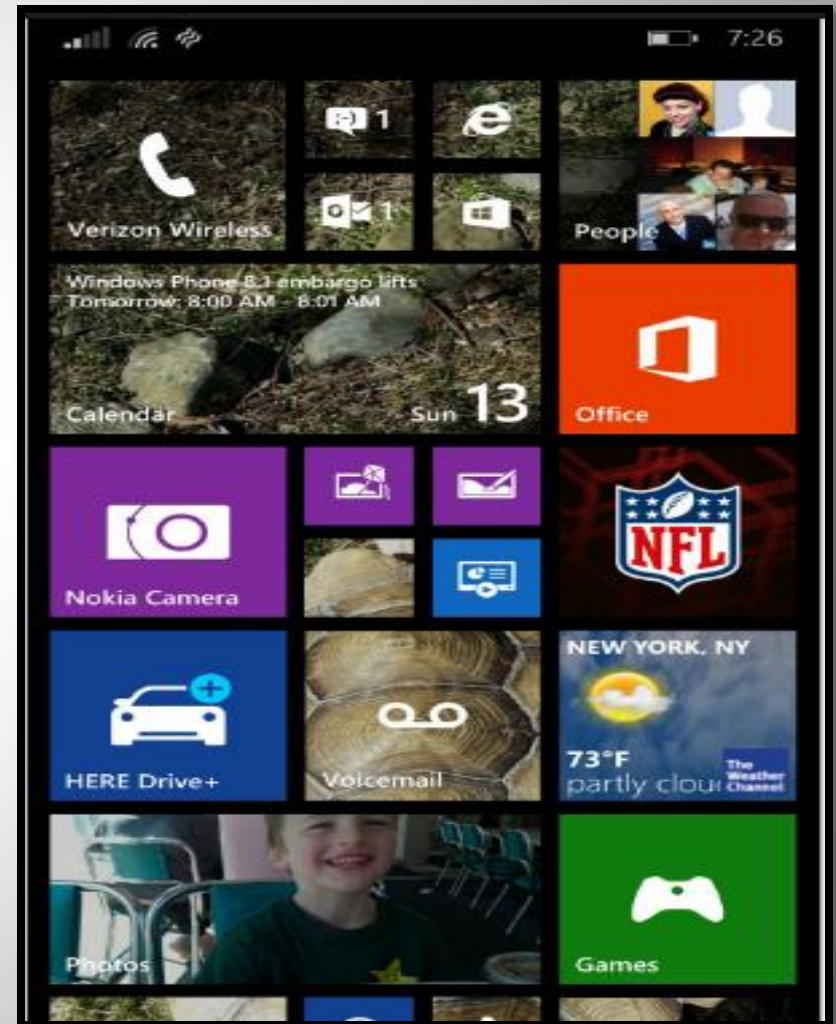 7:26
Verizon Wireless
1
1
People
Windows Phone 8.1 embargo lifts
Tomorrow: 8:00 AM - 8:01 AM
Calendar
Sun 13
Office
Nokia Camera
NFL
HERE Drive+
Voicemail
NEW YORK, NY
73°F
partly clou
The
Weather
Channel
Photos
Games